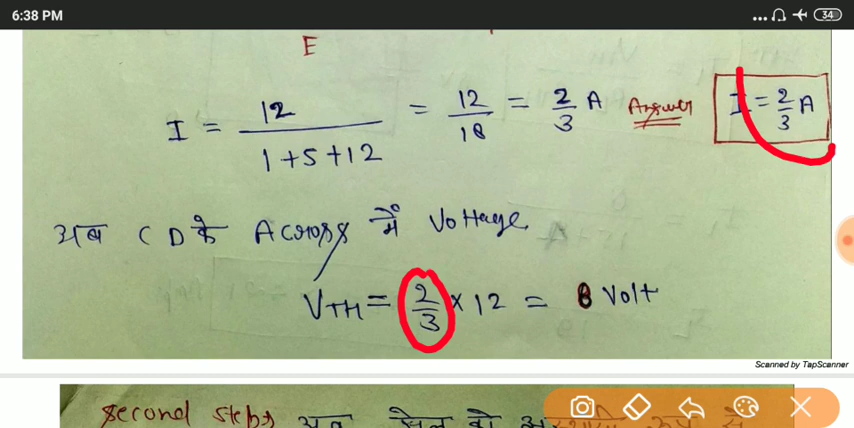 6:38 PM
34
E
I = 12 / 1+5+12 = 12/18 = 2/3 A Answer
I = 2/3 A
अब CD के Across में Voltage
VTH = 2/3 × 12 = 8 Volt
Scanned by TapScanner
second steps अब सेल को